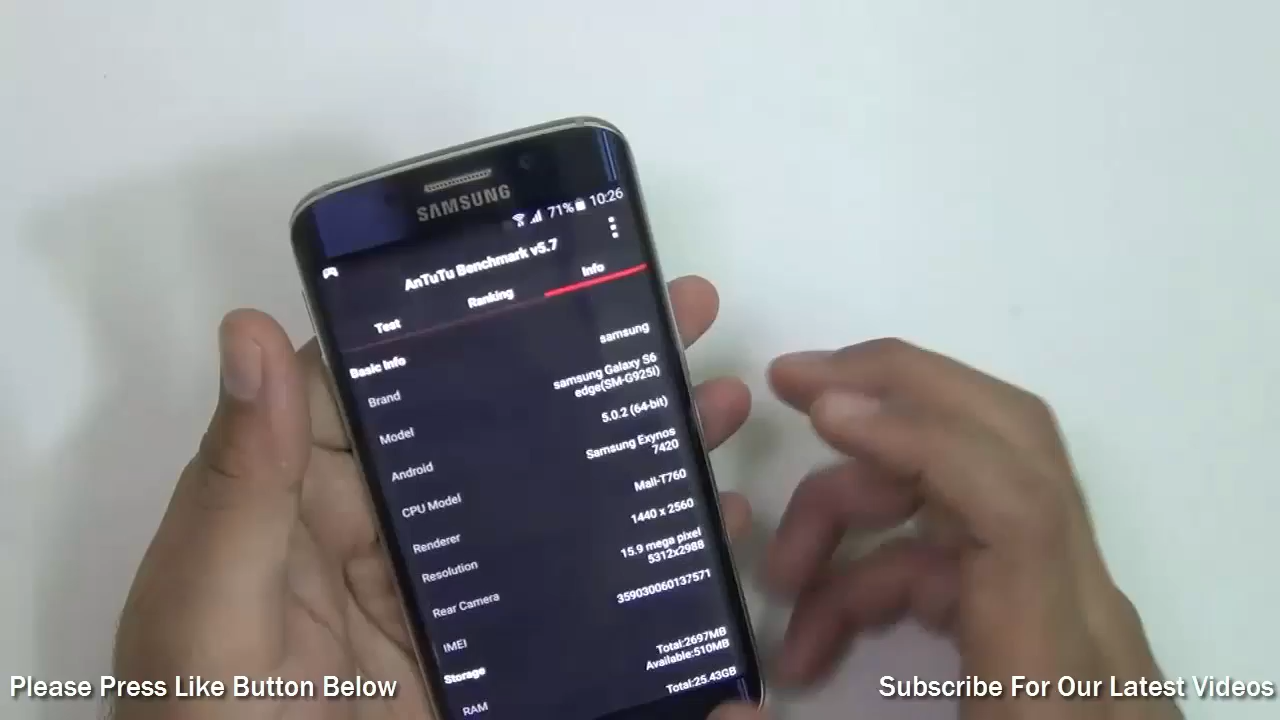 SAMSUNG
71% 10:26
AnTuTu Benchmark v5.7
Test Ranking Info
Basic Info
Brand samsung
Model samsung Galaxy S6
edge(SM-G925I)
Android 5.0.2 (64-bit)
CPU Model Samsung Exynos
7420
Renderer Mali-T760
Resolution 1440 x 2560
Rear Camera 15.9 mega pixel
5312x2988
IMEI 359030060137571
Storage
RAM Total:2697MB
Available:510MB
Total:25.43GB
Please Press Like Button Below
Subscribe For Our Latest Videos